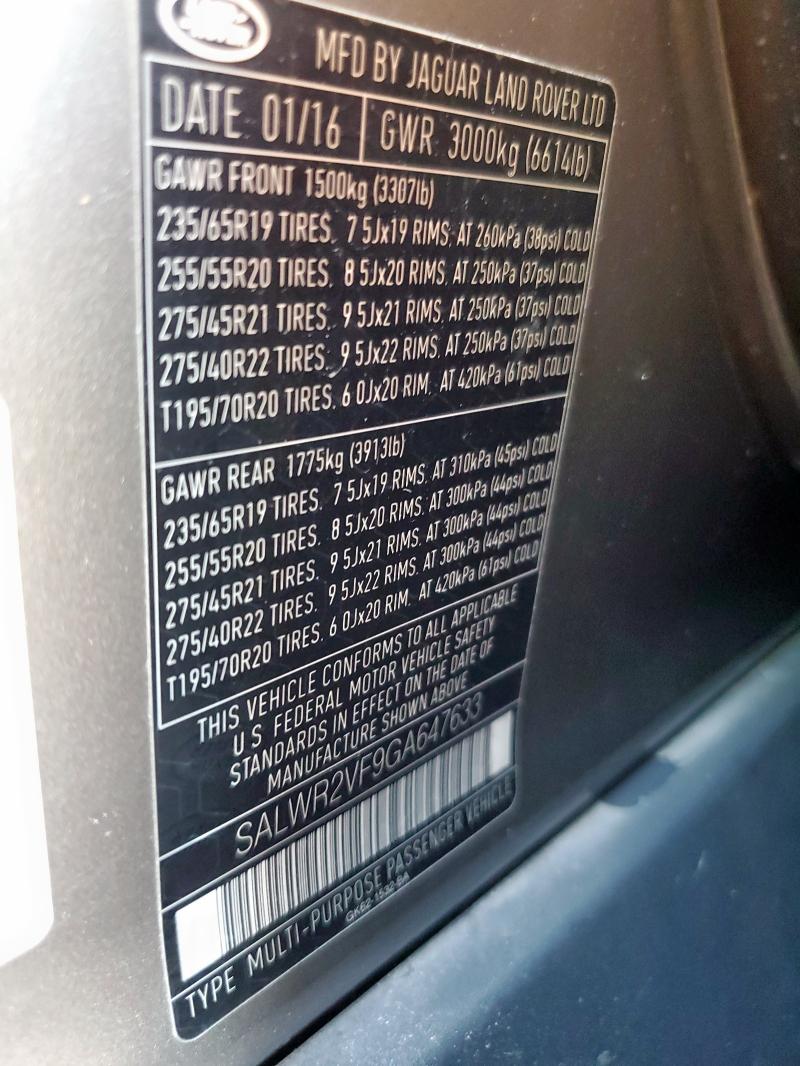 LAND ROVER
MFD BY JAGUAR LAND ROVER LTD
DATE 01/16 GWR 3000kg (6614lb)
GAWR FRONT 1500kg (3307lb)
235/65R19 TIRES. 7 5Jx19 RIMS. AT 260kPa (38psi) COLD
255/55R20 TIRES. 8 5Jx20 RIMS. AT 250kPa (37psi) COLD
275/45R21 TIRES. 9 5Jx21 RIMS. AT 250kPa (37psi) COLD
275/40R22 TIRES. 9 5Jx22 RIMS. AT 250kPa (37psi) COLD
T195/70R20 TIRES. 6 0Jx20 RIM. AT 420kPa (61psi) COLD
GAWR REAR 1775kg (3913lb)
235/65R19 TIRES. 7 5Jx19 RIMS. AT 310kPa (45psi) COLD
255/55R20 TIRES. 8 5Jx20 RIMS. AT 300kPa (44psi) COLD
275/45R21 TIRES. 9 5Jx21 RIMS. AT 300kPa (44psi) COLD
275/40R22 TIRES. 9 5Jx22 RIMS. AT 300kPa (44psi) COLD
T195/70R20 TIRES. 6 0Jx20 RIM. AT 420kPa (61psi) COLD
THIS VEHICLE CONFORMS TO ALL APPLICABLE
U S FEDERAL MOTOR VEHICLE SAFETY
STANDARDS IN EFFECT ON THE DATE OF
MANUFACTURE SHOWN ABOVE
SALWR2VF9GA647633
TYPE MULTI-PURPOSE PASSENGER VEHICLE
GK62-1532-BA